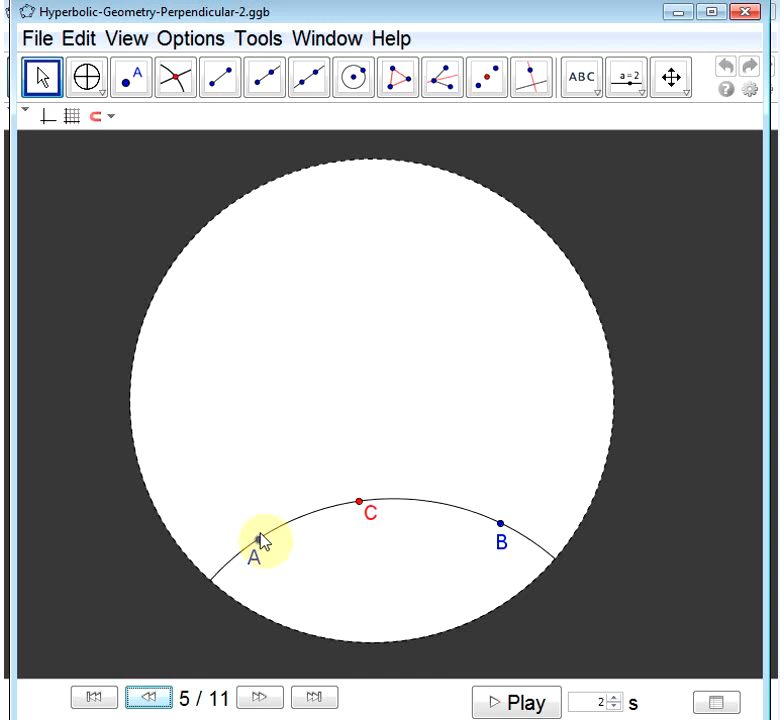 Hyperbolic-Geometry-Perpendicular-2.ggb
File Edit View Options Tools Window Help
A
ABC
a=2
?
C
A
B
5 / 11
Play
2
s